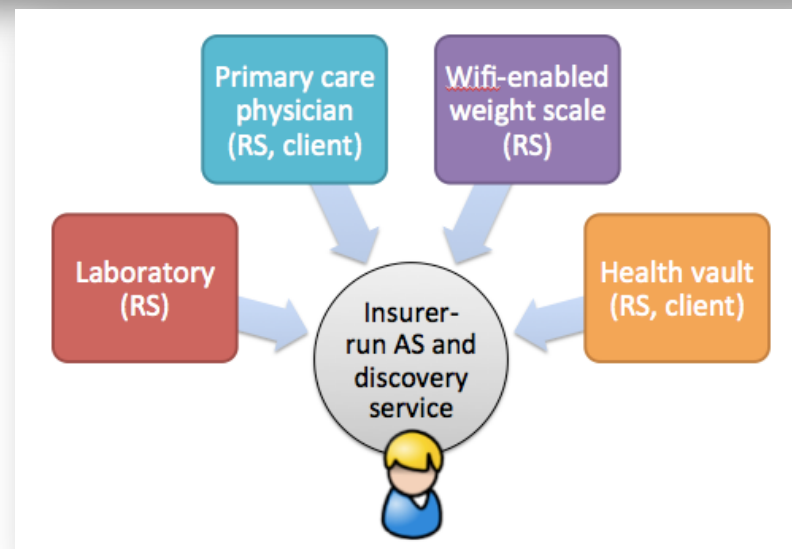 Primary care
physician
(RS, client)
Wifi-enabled
weight scale
(RS)
Laboratory
(RS)
Health vault
(RS, client)
Insurer-
run AS and
discovery
service